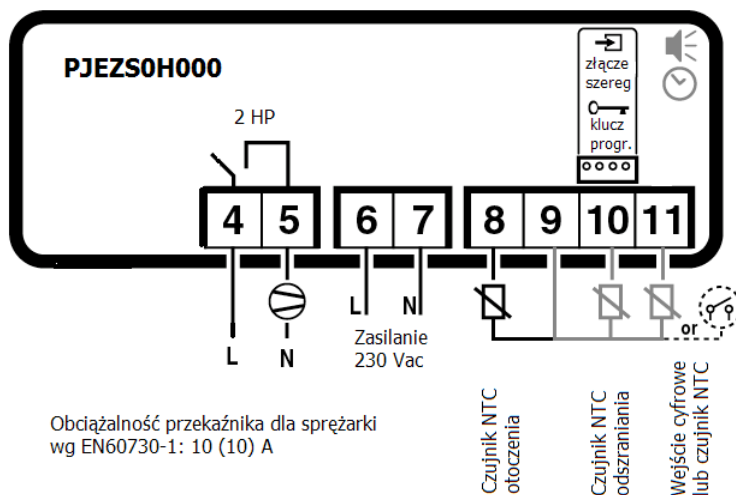 PJEZS0H000
złącze
szereg
klucz
progr.
2 HP
4 5 6 7 8 9 10 11
L
N
L
N
Zasilanie
230 Vac
or
Obciążalność przekaźnika dla sprężarki
wg EN60730-1: 10 (10) A
Czujnik NTC
otoczenia
Czujnik NTC
odszraniania
Wejście cyfrowe
lub czujnik NTC